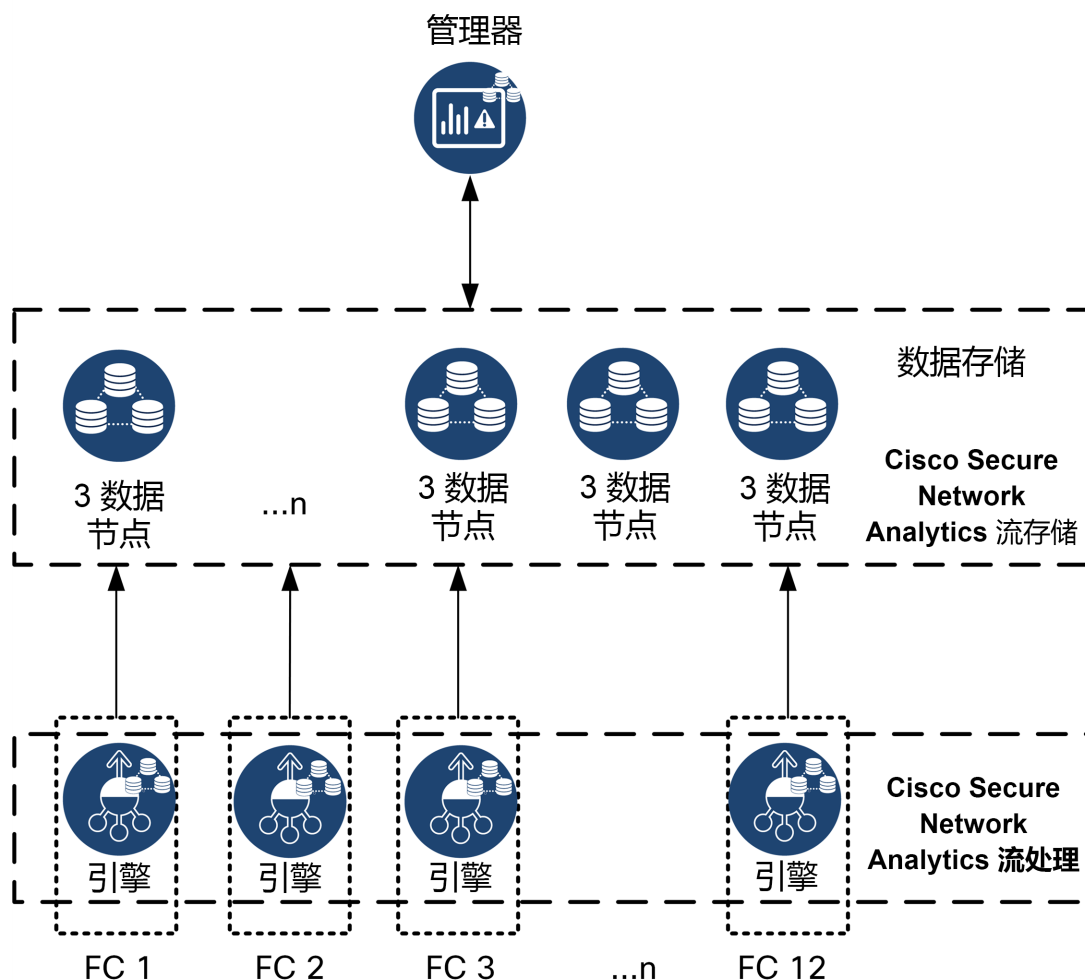 管理器
数据存储
3 数据
节点
...n
3 数据
节点
3 数据
节点
3 数据
节点
Cisco Secure
Network
Analytics 流存储
引擎
引擎
引擎
引擎
Cisco Secure
Network
Analytics 流处理
FC 1
FC 2
FC 3
...n
FC 12